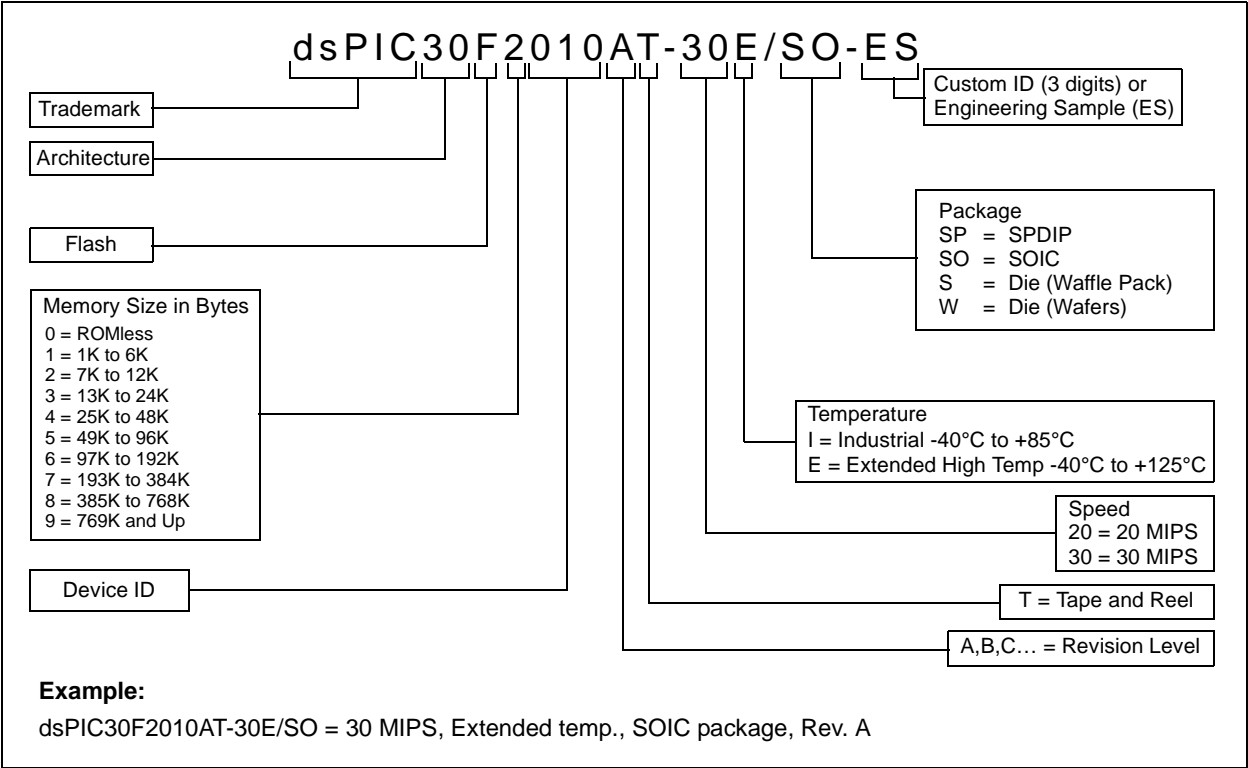 dsPIC30F2010AT-30E/SO-ES
Trademark
Architecture
Flash
Memory Size in Bytes
0 = ROMless
1 = 1K to 6K
2 = 7K to 12K
3 = 13K to 24K
4 = 25K to 48K
5 = 49K to 96K
6 = 97K to 192K
7 = 193K to 384K
8 = 385K to 768K
9 = 769K and Up
Device ID
Custom ID (3 digits) or
Engineering Sample (ES)
Package
SP = SPDIP
SO = SOIC
S = Die (Waffle Pack)
W = Die (Wafers)
Temperature
I = Industrial -40°C to +85°C
E = Extended High Temp -40°C to +125°C
Speed
20 = 20 MIPS
30 = 30 MIPS
T = Tape and Reel
A,B,C… = Revision Level
Example:
dsPIC30F2010AT-30E/SO = 30 MIPS, Extended temp., SOIC package, Rev. A